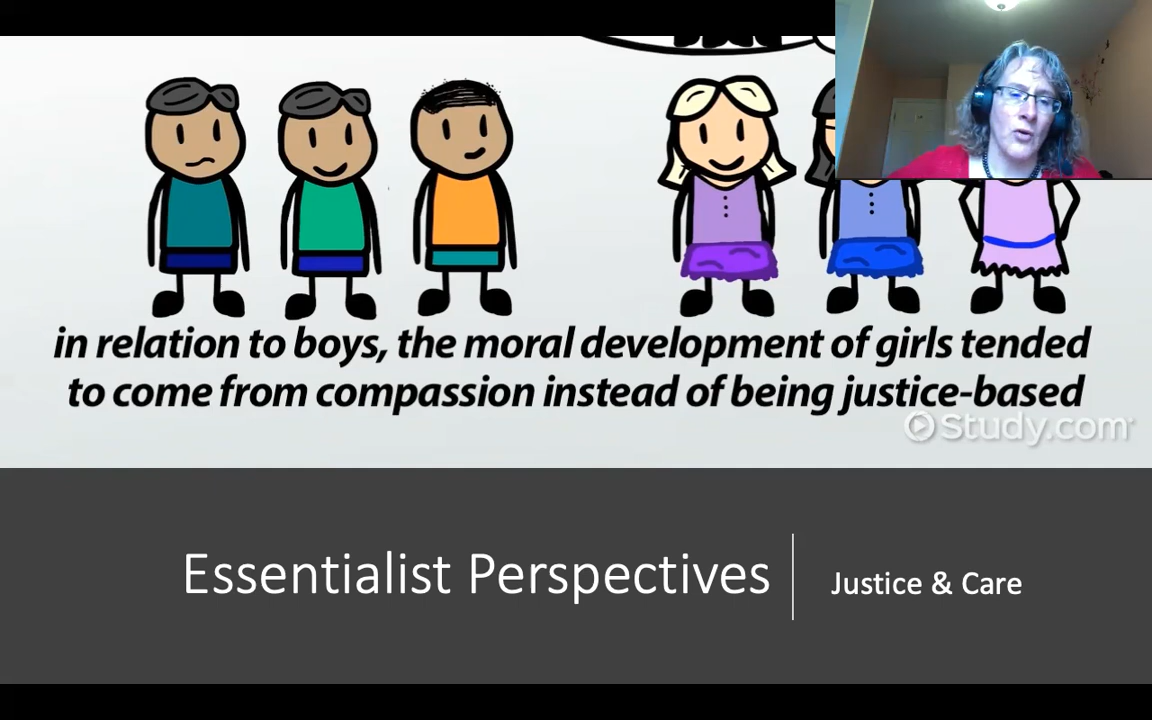 in relation to boys, the moral development of girls tended
to come from compassion instead of being justice-based
Study.com
Essentialist Perspectives
Justice & Care